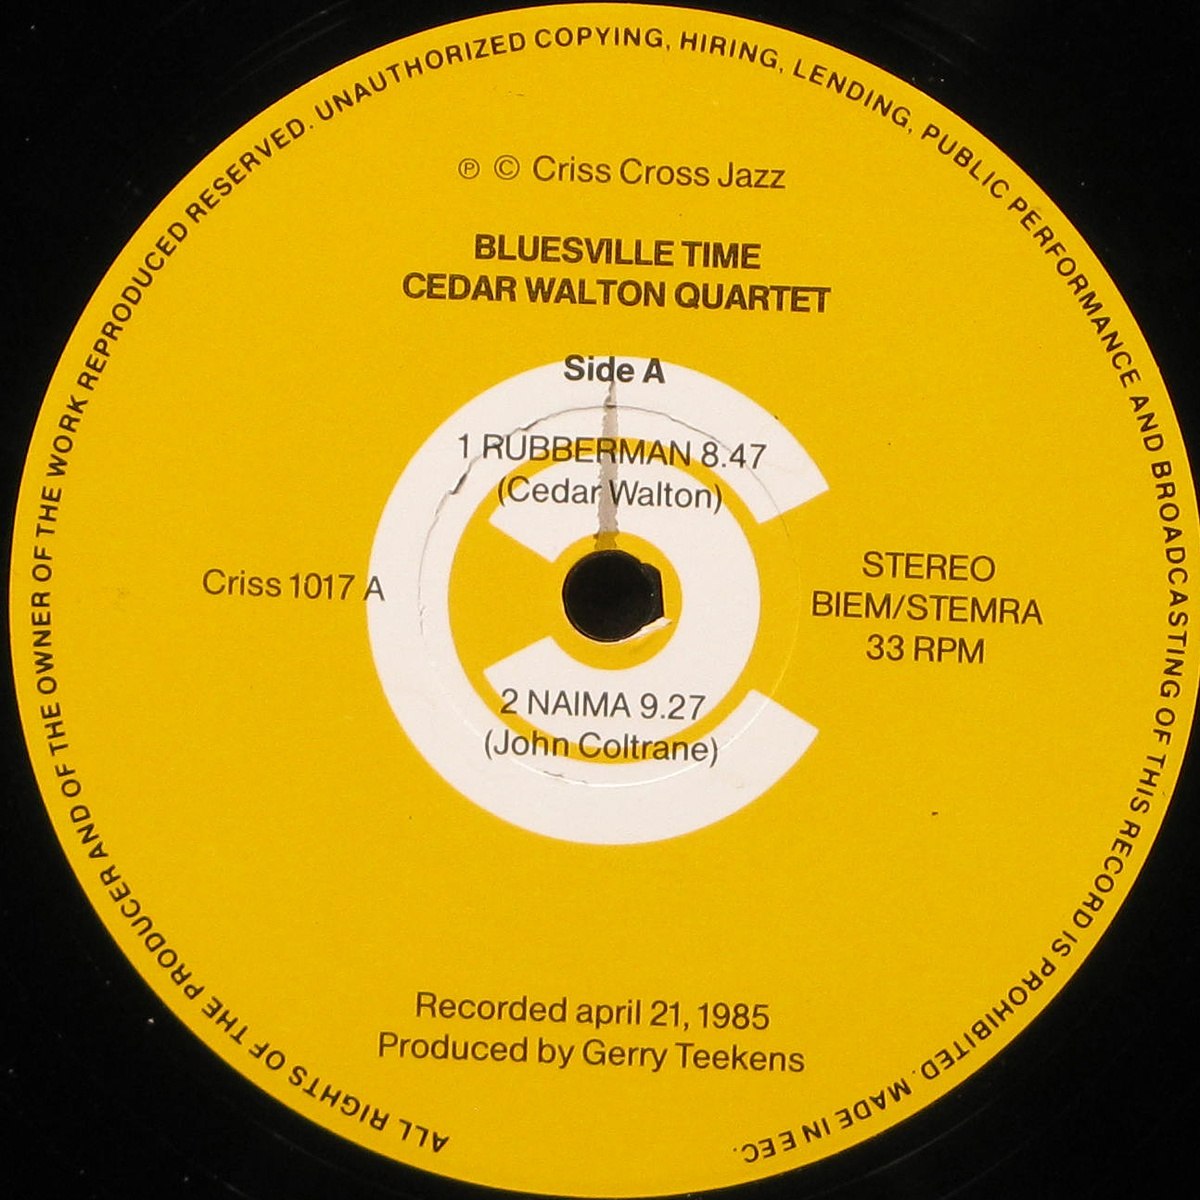 ALL RIGHTS OF THE PRODUCER AND OF THE OWNER OF THE WORK REPRODUCED RESERVED. UNAUTHORIZED COPYING, HIRING, LENDING, PUBLIC PERFORMANCE AND BROADCASTING OF THIS RECORD IS PROHIBITED. MADE IN EEC.
℗ © Criss Cross Jazz
BLUESVILLE TIME
CEDAR WALTON QUARTET
Side A
1 RUBBERMAN 8.47
(Cedar Walton)
Criss 1017 A
STEREO
BIEM/STEMRA
33 RPM
2 NAIMA 9.27
(John Coltrane)
Recorded april 21, 1985
Produced by Gerry Teekens